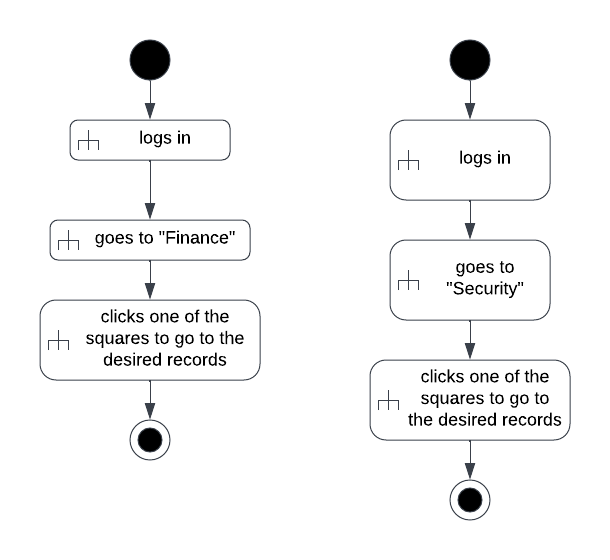 logs in
goes to "Finance"
clicks one of the
squares to go to the
desired records
logs in
goes to
"Security"
clicks one of the
squares to go to
the desired records